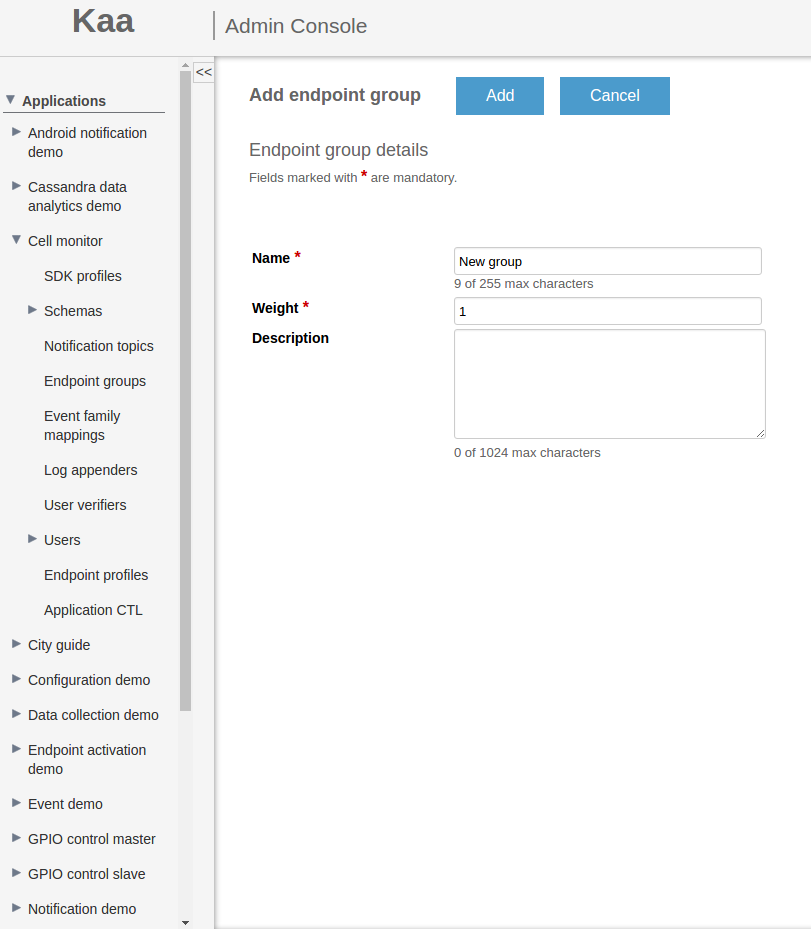 Kaa
Admin Console
<<
Applications
Android notification
demo
Cassandra data
analytics demo
Cell monitor
SDK profiles
Schemas
Notification topics
Endpoint groups
Event family
mappings
Log appenders
User verifiers
Users
Endpoint profiles
Application CTL
City guide
Configuration demo
Data collection demo
Endpoint activation
demo
Event demo
GPIO control master
GPIO control slave
Notification demo
Add endpoint group
Add
Cancel
Endpoint group details
Fields marked with * are mandatory.
Name *
New group
9 of 255 max characters
Weight *
1
Description
0 of 1024 max characters